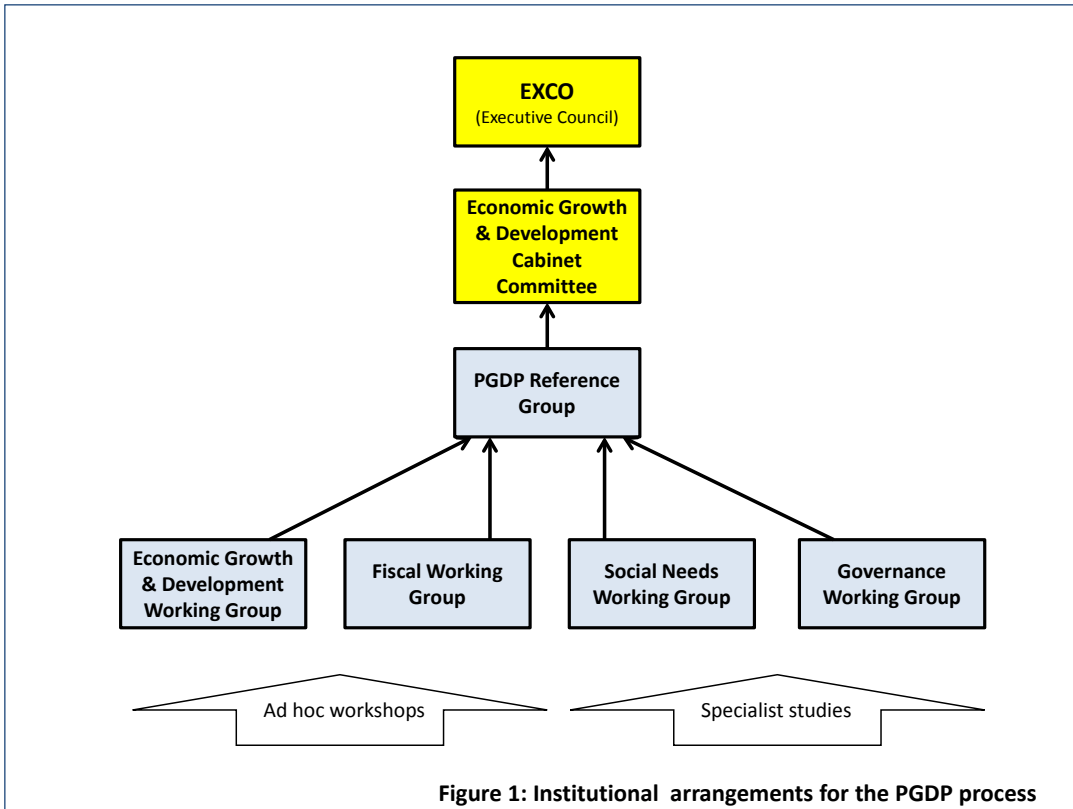 EXCO
(Executive Council)
Economic Growth
& Development
Cabinet
Committee
PGDP Reference
Group
Economic Growth
& Development
Working Group
Fiscal Working
Group
Social Needs
Working Group
Governance
Working Group
Ad hoc workshops
Specialist studies
Figure 1: Institutional arrangements for the PGDP process